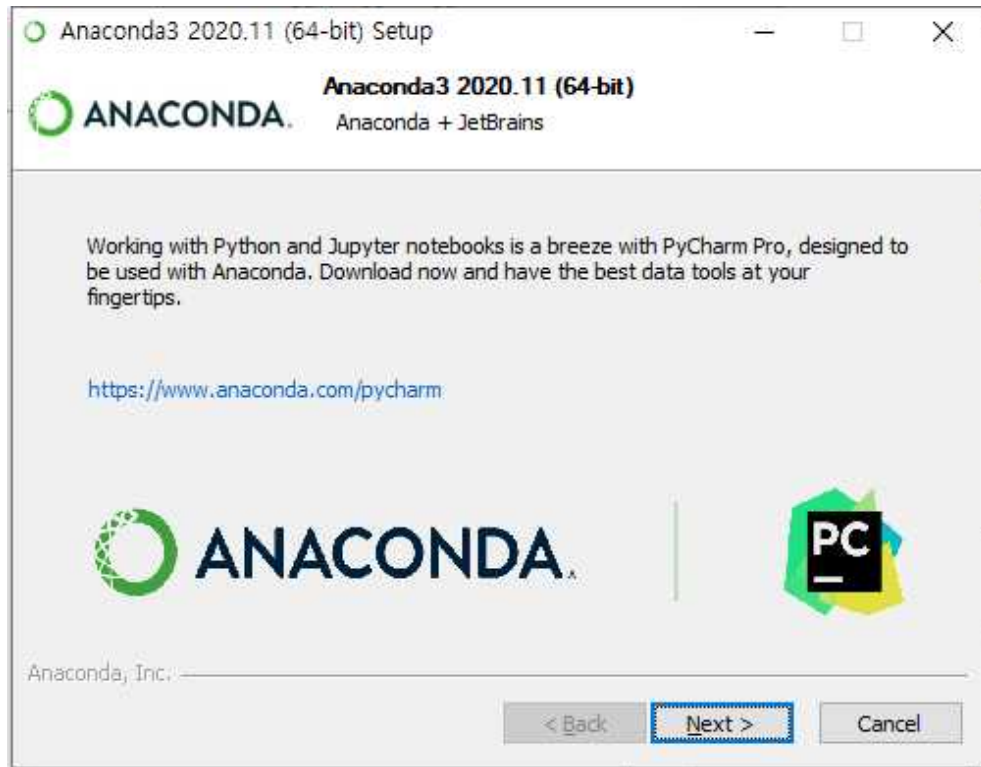 Anaconda3 2020.11 (64-bit) Setup
Anaconda3 2020.11 (64-bit)
ANACONDA.
Anaconda + JetBrains
Working with Python and Jupyter notebooks is a breeze with PyCharm Pro, designed to
be used with Anaconda. Download now and have the best data tools at your
fingertips.
https://www.anaconda.com/pycharm
ANACONDA.
PC
Anaconda, Inc.
< Back
Next >
Cancel